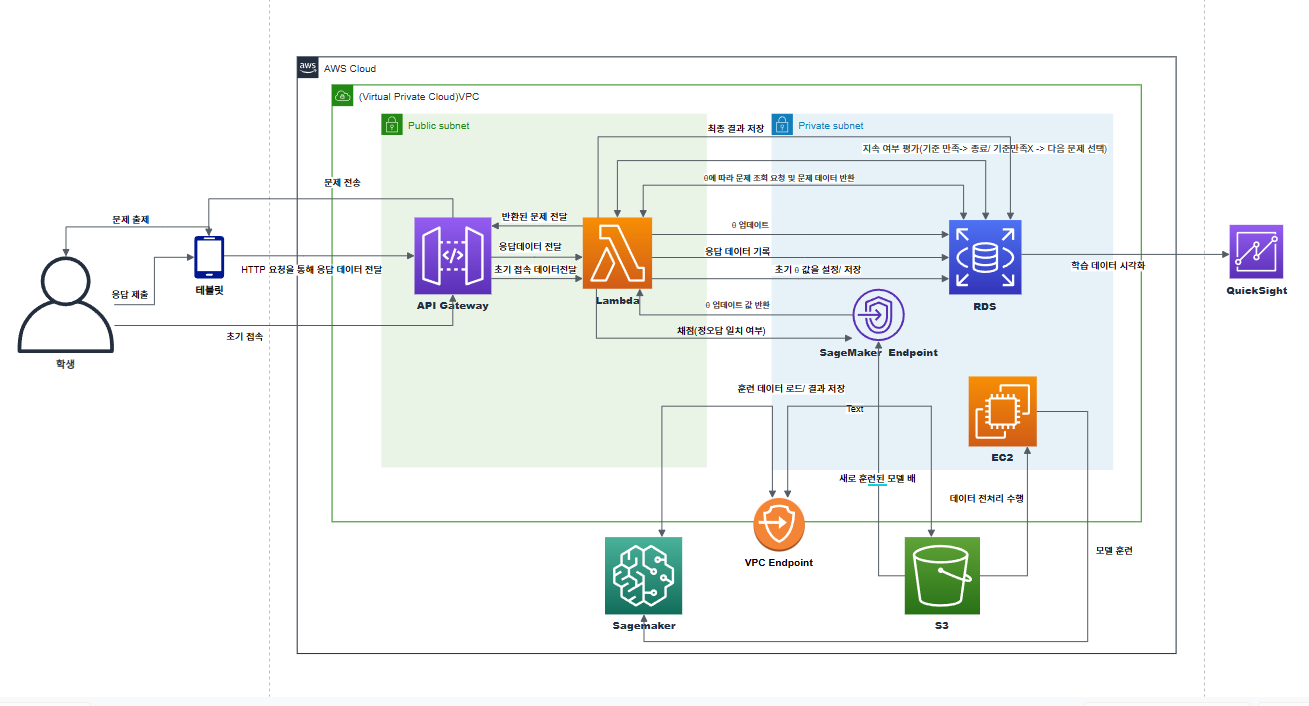 aws
AWS Cloud
(Virtual Private Cloud)VPC
Public subnet
Private subnet
최종 결과 저장
지속 여부 평가(기준 만족-> 종료/ 기준만족X -> 다음 문제 선택)
문제 전송
θ에 따라 문제 조회 요청 및 문제 데이터 반환
문제 출제
반환된 문제 전달
θ 업데이트
응답데이터 전달
응답 데이터 기록
HTTP 요청을 통해 응답 데이터 전달
초기 접속 데이터전달
초기 θ 값을 설정/ 저장
학습 데이터 시각화
응답 제출
테블릿
API Gateway
Lambda
RDS
QuickSight
θ 업데이트 값 반환
초기 접속
채점(정오답 일치 여부)
SageMaker Endpoint
학생
훈련 데이터 로드/ 결과 저장
Text
EC2
새로 훈련된 모델 배
데이터 전처리 수행
모델 훈련
VPC Endpoint
Sagemaker
S3